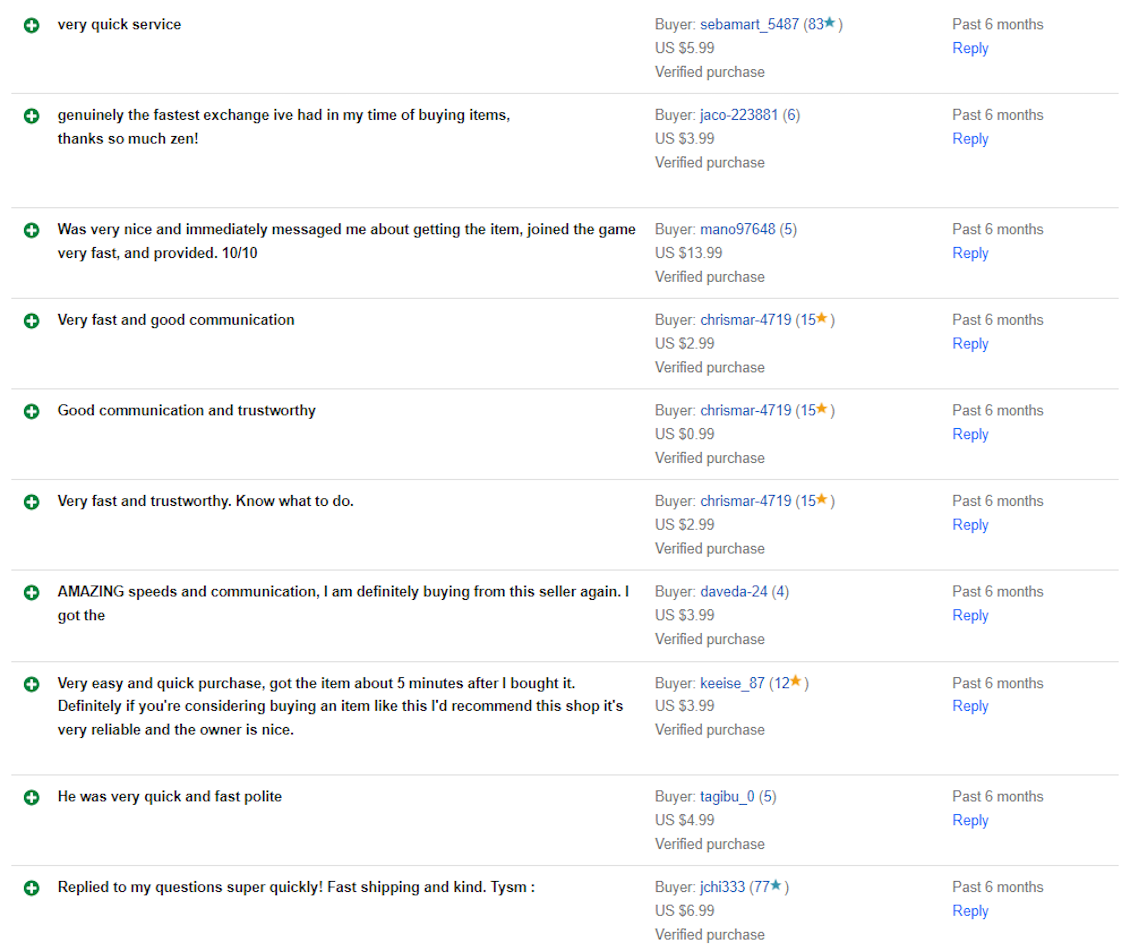 very quick service
Buyer: sebamart_5487 (83★)
Past 6 months
US $5.99
Reply
Verified purchase
genuinely the fastest exchange ive had in my time of buying items,
Buyer: jaco-223881 (6)
Past 6 months
thanks so much zen!
US $3.99
Reply
Verified purchase
Was very nice and immediately messaged me about getting the item, joined the game
Buyer: mano97648 (5)
Past 6 months
very fast, and provided. 10/10
US $13.99
Reply
Verified purchase
Very fast and good communication
Buyer: chrismar-4719 (15★)
Past 6 months
US $2.99
Reply
Verified purchase
Good communication and trustworthy
Buyer: chrismar-4719 (15★)
Past 6 months
US $0.99
Reply
Verified purchase
Very fast and trustworthy. Know what to do.
Buyer: chrismar-4719 (15★)
Past 6 months
US $2.99
Reply
Verified purchase
AMAZING speeds and communication, I am definitely buying from this seller again. I
Buyer: daveda-24 (4)
Past 6 months
got the
US $3.99
Reply
Verified purchase
Very easy and quick purchase, got the item about 5 minutes after I bought it.
Buyer: keeise_87 (12★)
Past 6 months
Definitely if you're considering buying an item like this I'd recommend this shop it's
US $3.99
Reply
very reliable and the owner is nice.
Verified purchase
He was very quick and fast polite
Buyer: tagibu_0 (5)
Past 6 months
US $4.99
Reply
Verified purchase
Replied to my questions super quickly! Fast shipping and kind. Tysm :
Buyer: jchi333 (77★)
Past 6 months
US $6.99
Reply
Verified purchase